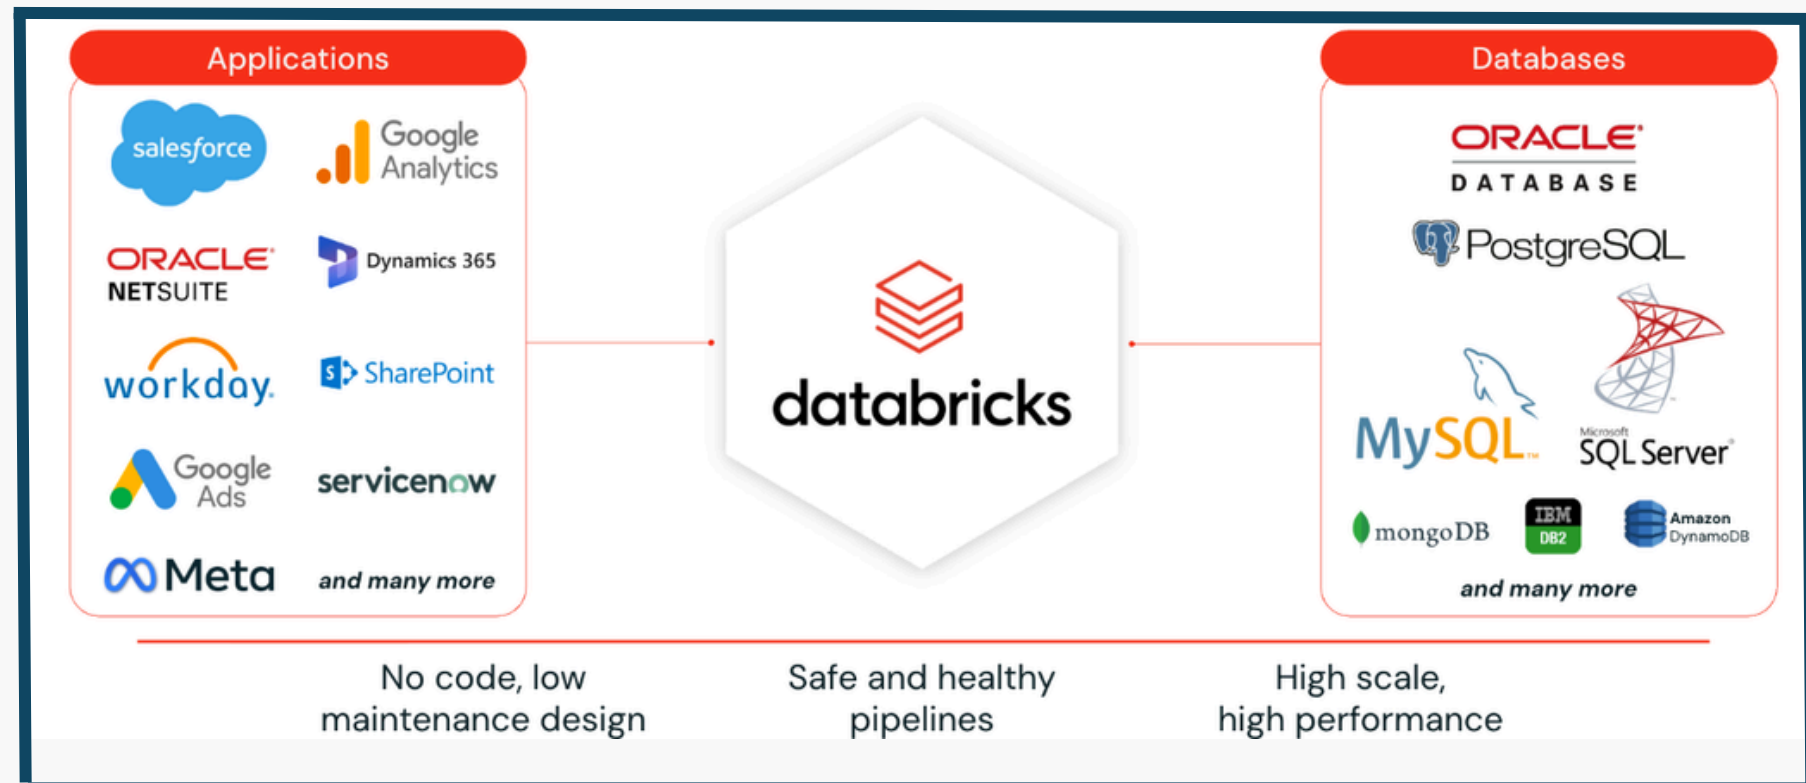 Applications
salesforce
Google
Analytics
ORACLE®
NETSUITE
Dynamics 365
workday.
S SharePoint
Google
Ads
servicenow
Meta
and many more
databricks
Databases
ORACLE®
DATABASE
PostgreSQL
MySQL™
Microsoft
SQL Server®
mongoDB
IBM
DB2
Amazon
DynamoDB
and many more
No code, low
maintenance design
Safe and healthy
pipelines
High scale,
high performance